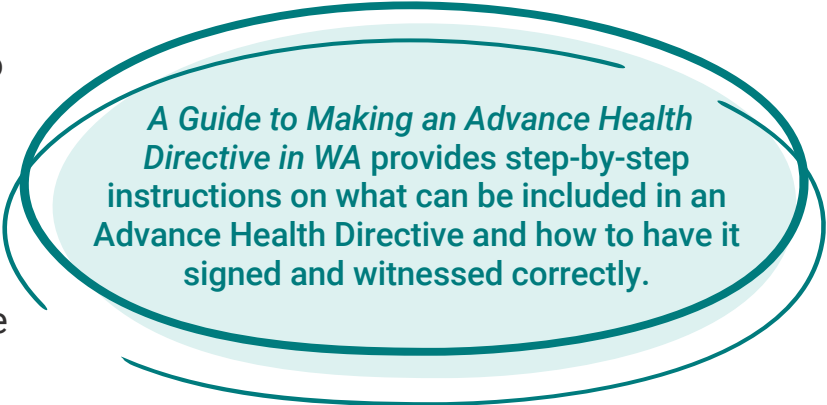 A Guide to Making an Advance Health
Directive in WA provides step-by-step
instructions on what can be included in an
Advance Health Directive and how to have it
signed and witnessed correctly.